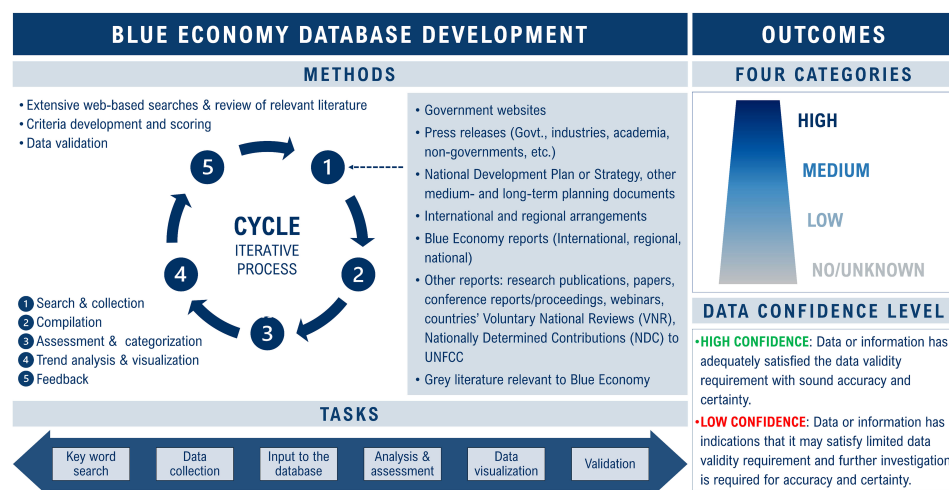 BLUE ECONOMY DATABASE DEVELOPMENT
METHODS
• Extensive web-based searches & review of relevant literature
• Criteria development and scoring
• Data validation
5
1
2
3
4
CYCLE
ITERATIVE
PROCESS
1 Search & collection
2 Compilation
3 Assessment & categorization
4 Trend analysis & visualization
5 Feedback
• Government websites
• Press releases (Govt., industries, academia,
non-governments, etc.)
• National Development Plan or Strategy, other
medium- and long-term planning documents
• International and regional arrangements
• Blue Economy reports (International, regional,
national)
• Other reports: research publications, papers,
conference reports/proceedings, webinars,
countries’ Voluntary National Reviews (VNR),
Nationally Determined Contributions (NDC) to
UNFCC
• Grey literature relevant to Blue Economy
TASKS
Key word
search
Data
collection
Input to the
database
Analysis &
assessment
Data
visualization
Validation
OUTCOMES
FOUR CATEGORIES
HIGH
MEDIUM
LOW
NO/UNKNOWN
DATA CONFIDENCE LEVEL
•HIGH CONFIDENCE: Data or information has
adequately satisfied the data validity
requirement with sound accuracy and
certainty.
•LOW CONFIDENCE: Data or information has
indications that it may satisfy limited data
validity requirement and further investigation
is required for accuracy and certainty.